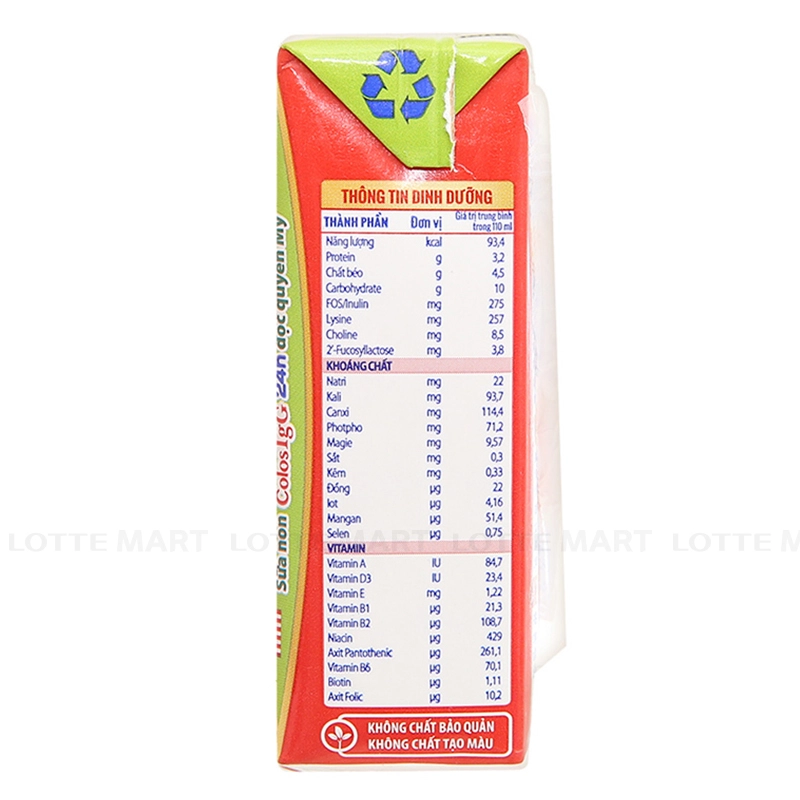 THÔNG TIN DINH DƯỠNG
THÀNH PHẦN Đơn vị Giá trị trung bình trong 110 ml
Năng lượng kcal 93,4
Protein g 3,2
Chất béo g 4,5
Carbohydrate g 10
FOS/Inulin mg 275
Lysine mg 257
Choline mg 8,5
2'-Fucosyllactose mg 3,8
KHOÁNG CHẤT
Natri mg 22
Kali mg 93,7
Canxi mg 114,4
Photpho mg 71,2
Magie mg 9,57
Sắt mg 0,3
Kẽm mg 0,33
Đồng µg 22
Iot µg 4,16
Mangan µg 51,4
Selen µg 0,75
VITAMIN
Vitamin A IU 84,7
Vitamin D3 IU 23,4
Vitamin E mg 1,22
Vitamin B1 µg 21,3
Vitamin B2 µg 108,7
Niacin µg 429
Axit Pantothenic µg 261,1
Vitamin B6 µg 70,1
Biotin µg 1,11
Axit Folic µg 10,2
KHÔNG CHẤT BẢO QUẢN
KHÔNG CHẤT TẠO MÀU
Sữa non ColosIgG 24h độc quyền Mỹ
LOTTE MART LOTTE MART LOTTE MART LOTTE MART